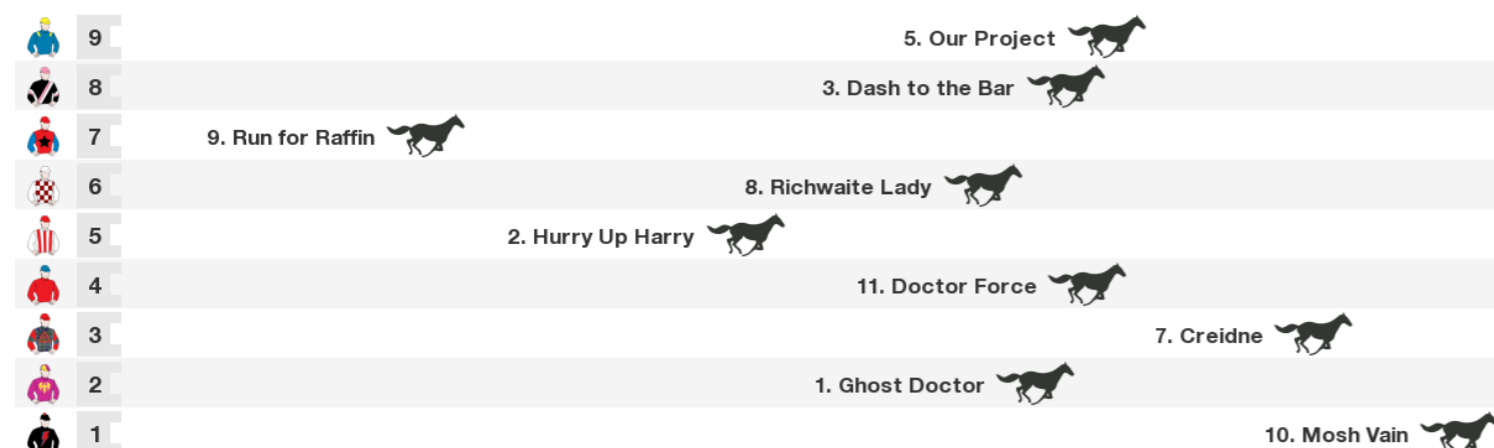 9 5. Our Project
8 3. Dash to the Bar
7 9. Run for Raffin
6 8. Richwaite Lady
5 2. Hurry Up Harry
4 11. Doctor Force
3 7. Creidne
2 1. Ghost Doctor
1 10. Mosh Vain